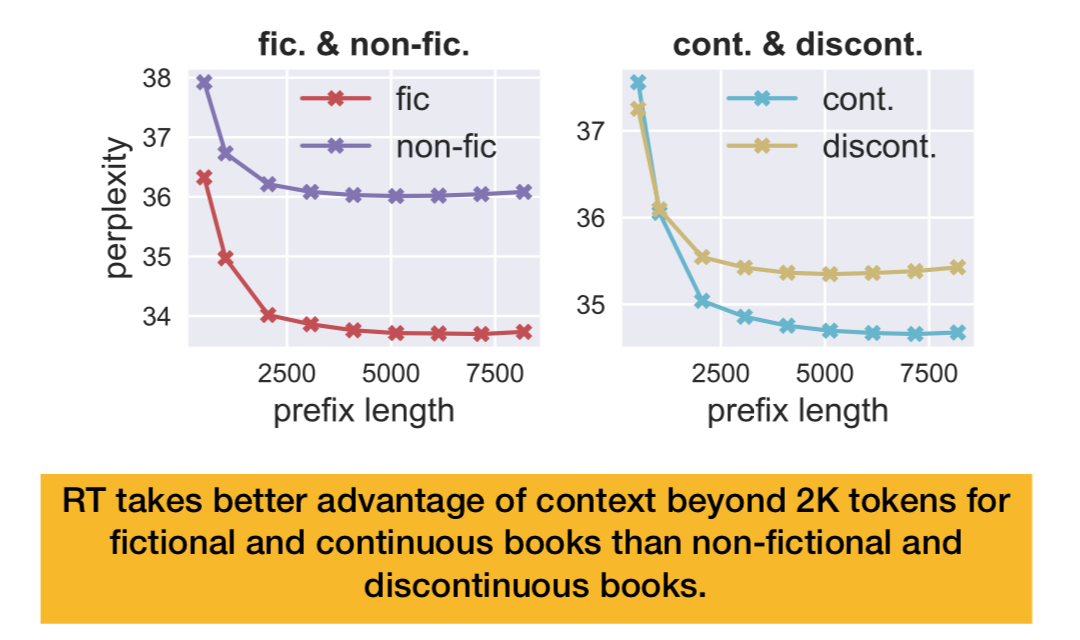 fic. & non-fic.
cont. & discont.
38
37
36
35
34
perplexity
fic
non-fic
2500 5000 7500
prefix length
37
36
35
cont.
discont.
2500 5000 7500
prefix length
RT takes better advantage of context beyond 2K tokens for
fictional and continuous books than non-fictional and
discontinuous books.